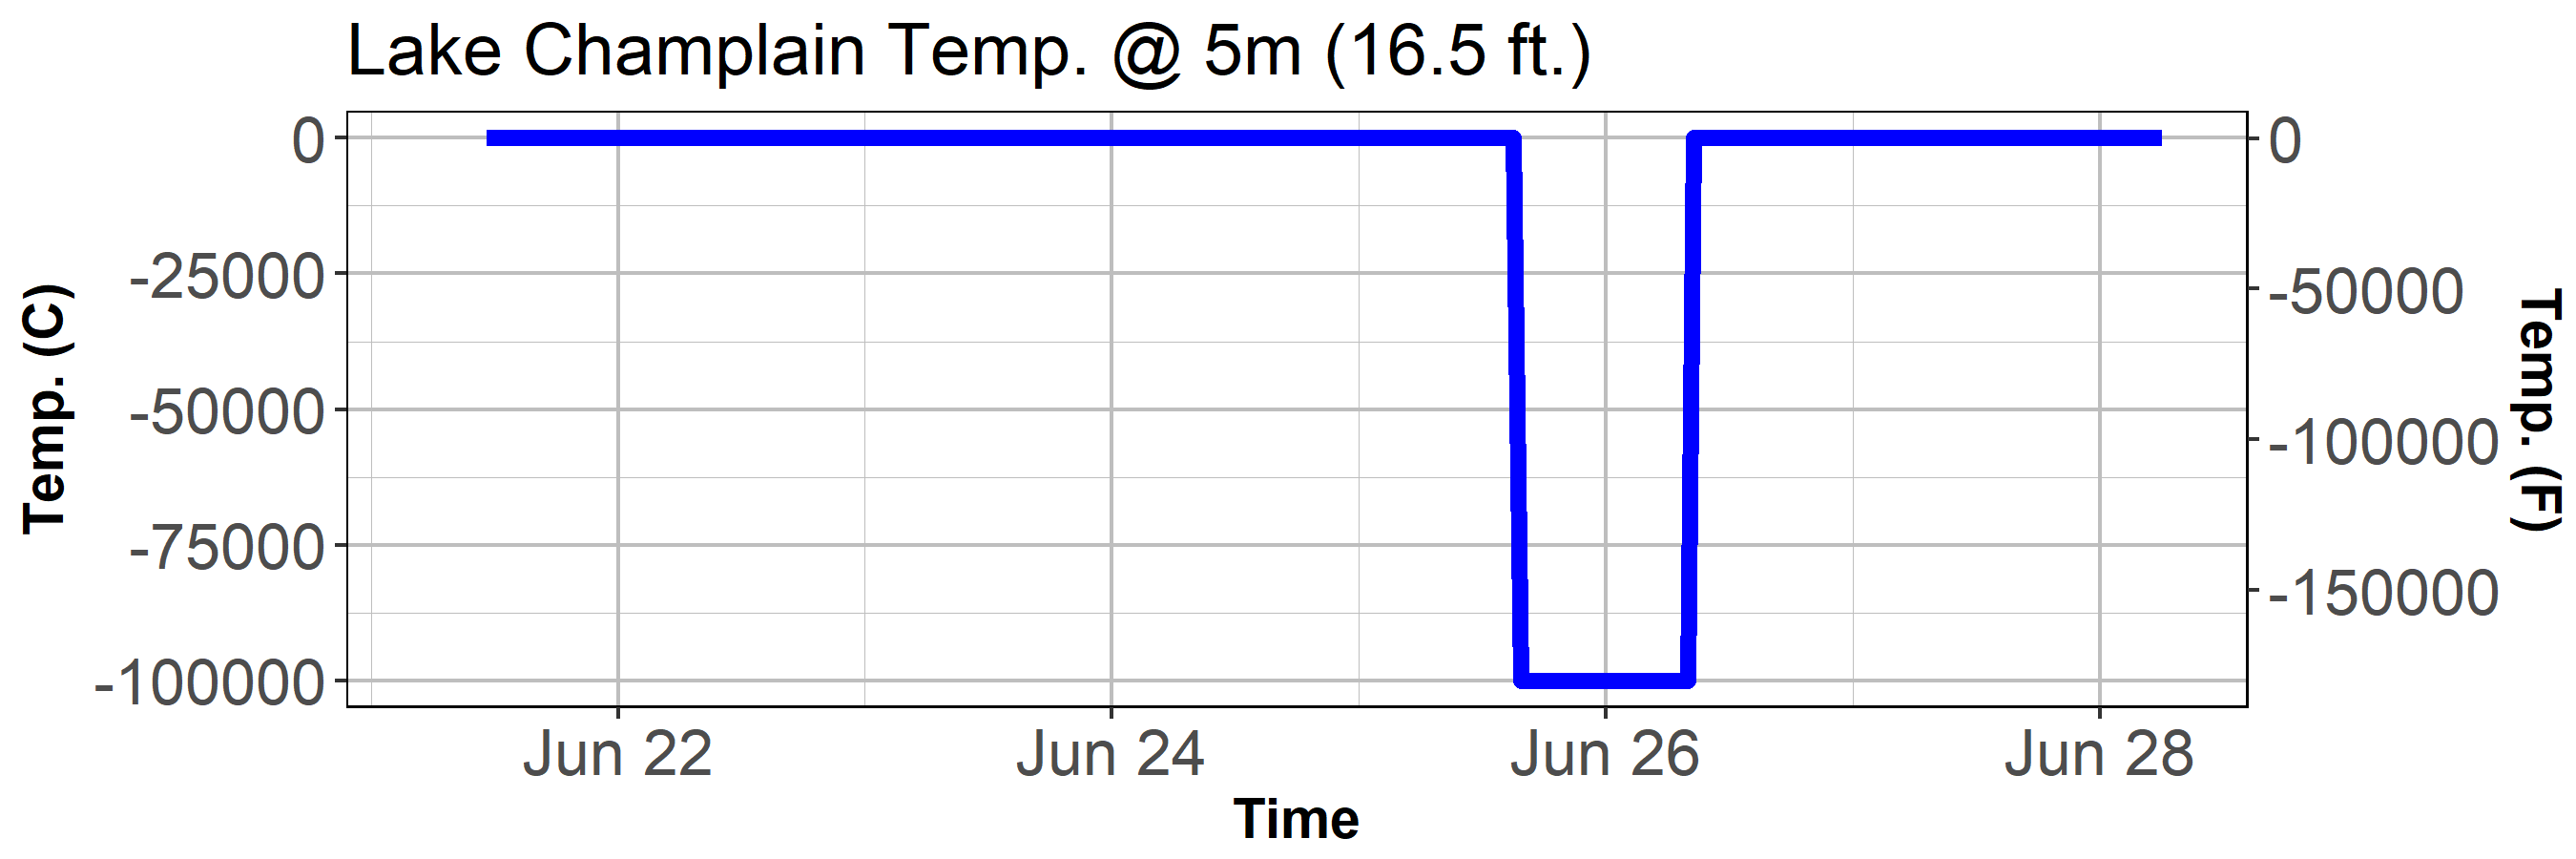 Lake Champlain Temp. @ 5m (16.5 ft.)
Temp. (C)
0
-25000
-50000
-75000
-100000
0
-50000
-100000
-150000
Temp. (F)
Jun 22 Jun 24 Jun 26 Jun 28
Time